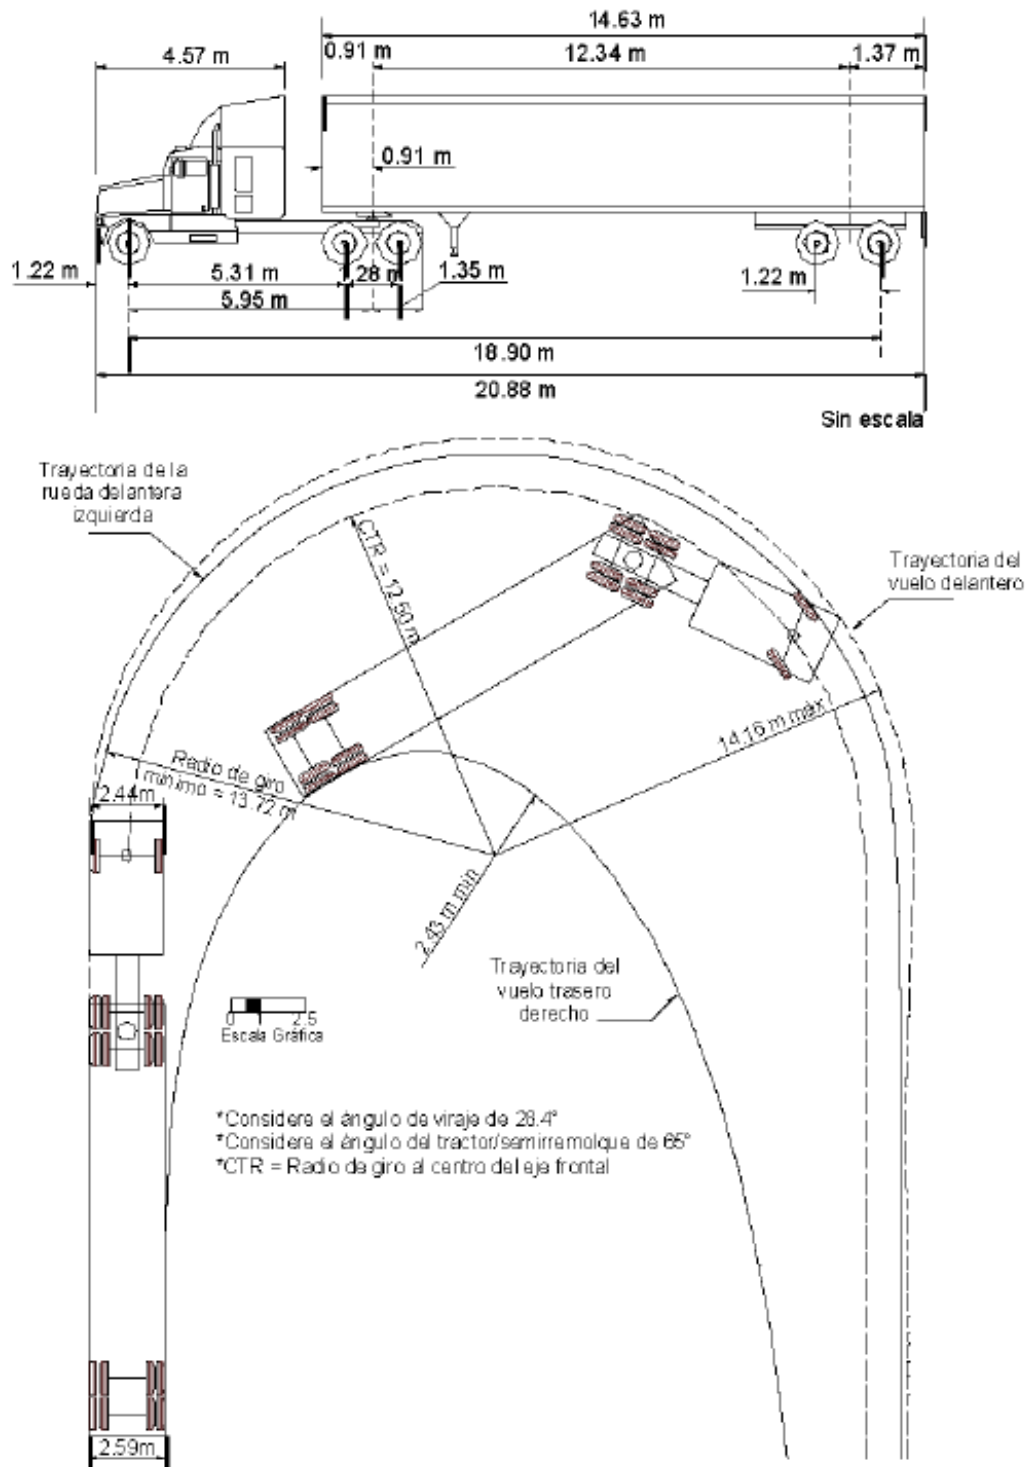 14.63 m
4.57 m
0.91 m
12.34 m
1.37 m
0.91 m
1.22 m
5.31 m
.28 m
1.35 m
1.22 m
5.95 m
18.90 m
20.88 m
Sin escala
Trayectoria de la
rueda delantera
izquierda
Trayectoria del
vuelo delantero
CTR = 12.50 m
14.16 m máx
Radio de giro
mínimo = 13.72 m
2.44m
2.43 m min
Trayectoria del
vuelo trasero
derecho
0 2.5
Escala Gráfica
*Considere el ángulo de viraje de 28.4°
*Considere el ángulo del tractor/semirremolque de 65°
*CTR = Radio de giro al centro del eje frontal
2.59m